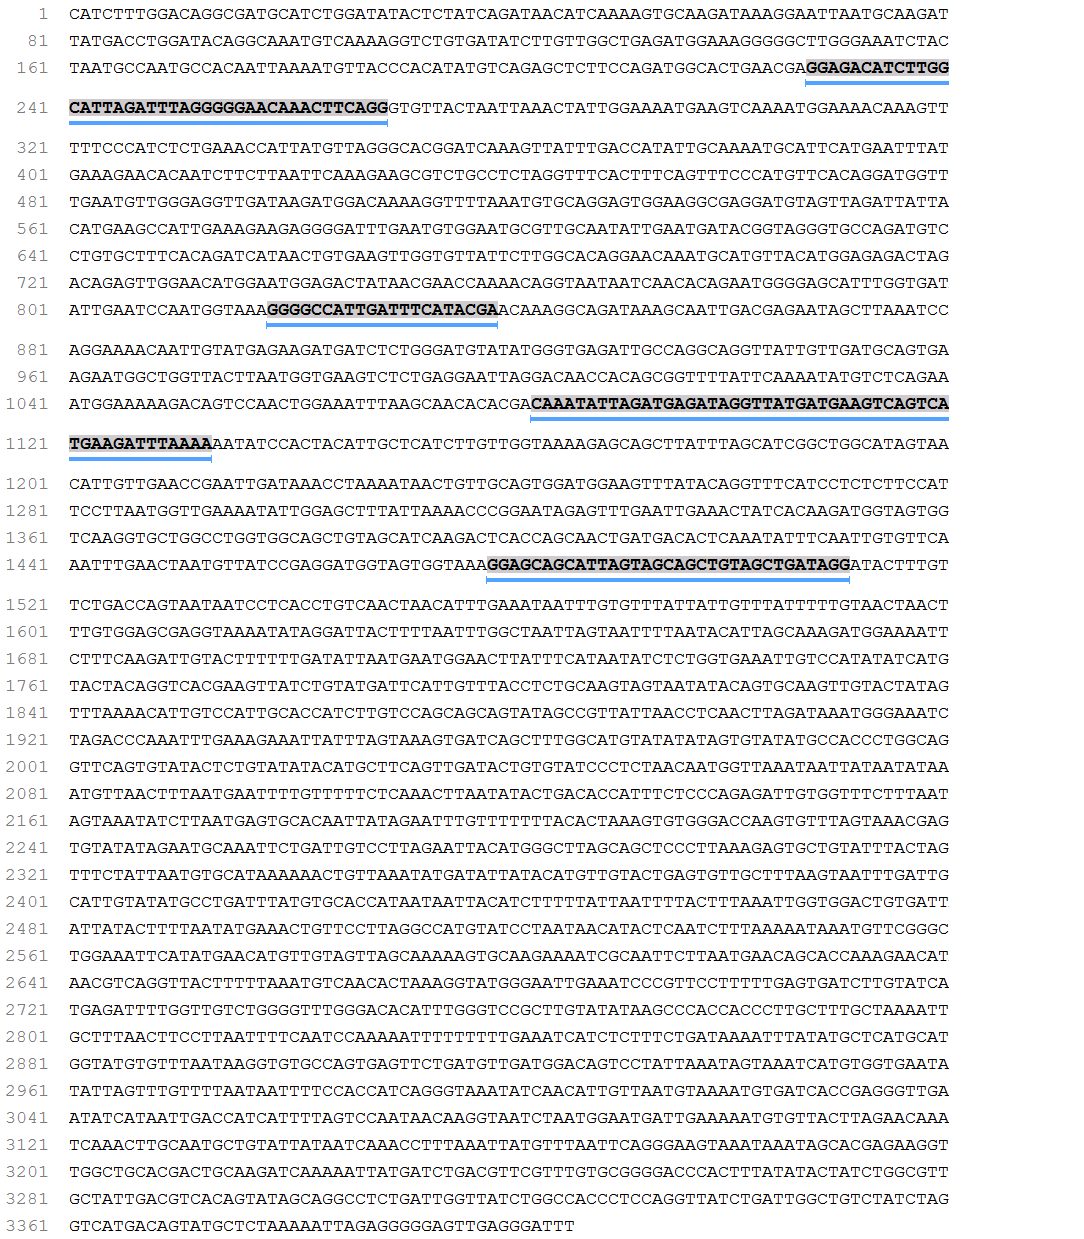 1 CATCTTTGGACAGGCGATGCATCTGGATATACTCTATCAGATAACATCAAAAGTGCAAGATAAAGGAATTAATGCAAGAT
81 TATGACCTGGATACAGGCAAATGTCAAAAGGTCTGTGATATCTTGTTGGCTGAGATGGAAAGGGGGCTTGGGAAATCTAC
161 TAATGCCAATGCCACAATTAAAATGTTACCCACATATGTCAGAGCTCTTCCAGATGGCACTGAACGAGGAGACATCTTGG
241 CATTAGATTTAGGGGGAACAAACTTCAGGGTGTTACTAATTAAACTATTGGAAAATGAAGTCAAAATGGAAAACAAAGTT
321 TTTCCCATCTCTGAAACCATTATGTTAGGGCACGGATCAAAGTTATTTGACCATATTGCAAAATGCATTCATGAATTTAT
401 GAAAGAACACAATCTTCTTAATTCAAAGAAGCGTCTGCCTCTAGGTTTCACTTTCAGTTTCCCATGTTCACAGGATGGTT
481 TGAATGTTGGGAGGTTGATAAGATGGACAAAAGGTTTTAAATGTGCAGGAGTGGAAGGCGAGGATGTAGTTAGATTATTA
561 CATGAAGCCATTGAAAGAAGAGGGGATTTGAATGTGGAATGCGTTGCAATATTGAATGATACGGTAGGGTGCCAGATGTC
641 CTGTGCTTTCACAGATCATAACTGTGAAGTTGGTGTTATTCTTGGCACAGGAACAAATGCATGTTACATGGAGAGACTAG
721 ACAGAGTTGGAACATGGAATGGAGACTATAACGAACCAAAACAGGTAATAATCAACACAGAATGGGGAGCATTTGGTGAT
801 ATTGAATCCAATGGTAAAGGGGCCATTGATTTCATACGAACAAAGGCAGATAAAGCAATTGACGAGAATAGCTTAAATCC
881 AGGAAAACAATTGTATGAGAAGATGATCTCTGGGATGTATATGGGTGAGATTGCCAGGCAGGTTATTGTTGATGCAGTGA
961 AGAATGGCTGGTTACTTAATGGTGAAGTCTCTGAGGAATTAGGACAACCACAGCGGTTTTATTCAAAATATGTCTCAGAA
1041 ATGGAAAAAGACAGTCCAACTGGAAATTTAAGCAACACACGACAAATATTAGATGAGATAGGTTATGATGAAGTCAGTCA
1121 TGAAGATTTAAAAAATATCCACTACATTGCTCATCTTGTTGGTAAAAGAGCAGCTTATTTAGCATCGGCTGGCATAGTAA
1201 CATTGTTGAACCGAATTGATAAACCTAAAATAACTGTTGCAGTGGATGGAAGTTTATACAGGTTTCATCCTCTCTTCCAT
1281 TCCTTAATGGTTGAAAATATTGGAGCTTTATTAAAACCCGGAATAGAGTTTGAATTGAAACTATCACAAGATGGTAGTGG
1361 TCAAGGTGCTGGCCTGGTGGCAGCTGTAGCATCAAGACTCACCAGCAACTGATGACACTCAAATATTTCAATTGTGTTCA
1441 AATTTGAACTAATGTTATCCGAGGATGGTAGTGGTAAAGGAGCAGCATTAGTAGCAGCTGTAGCTGATAGGATACTTTGT
1521 TCTGACCAGTAATAATCCTCACCTGTCAACTAACATTTGAAATAATTTGTGTTTATTATTGTTTATTTTTGTAACTAACT
1601 TTGTGGAGCGAGGTAAAATATAGGATTACTTTTAATTTGGCTAATTAGTAATTTTAATACATTAGCAAAGATGGAAAATT
1681 CTTTCAAGATTGTACTTTTTTGATATTAATGAATGGAACTTATTTCATAATATCTCTGGTGAAATTGTCCATATATCATG
1761 TACTACAGGTCACGAAGTTATCTGTATGATTCATTGTTTACCTCTGCAAGTAGTAATATACAGTGCAAGTTGTACTATAG
1841 TTTAAAACATTGTCCATTGCACCATCTTGTCCAGCAGCAGTATAGCCGTTATTAACCTCAACTTAGATAAATGGGAAATC
1921 TAGACCCAAATTTGAAAGAAATTATTTAGTAAAGTGATCAGCTTTGGCATGTATATATAGTGTATATGCCACCCTGGCAG
2001 GTTCAGTGTATACTCTGTATATACATGCTTCAGTTGATACTGTGTATCCCTCTAACAATGGTTAAATAATTATAATATAA
2081 ATGTTAACTTTAATGAATTTTGTTTTTCTCAAACTTAATATACTGACACCATTTCTCCCAGAGATTGTGGTTTCTTTAAT
2161 AGTAAATATCTTAATGAGTGCACAATTATAGAATTTGTTTTTTTACACTAAAGTGTGGGACCAAGTGTTTAGTAAACGAG
2241 TGTATATAGAATGCAAATTCTGATTGTCCTTAGAATTACATGGGCTTAGCAGCTCCCTTAAAGAGTGCTGTATTTACTAG
2321 TTTCTATTAATGTGCATAAAAAACTGTTAAATATGATATTATACATGTTGTACTGAGTGTTGCTTTAAGTAATTTGATTG
2401 CATTGTATATGCCTGATTTATGTGCACCATAATAATTACATCTTTTTATTAATTTTACTTTAAATTGGTGGACTGTGATT
2481 ATTATACTTTTAATATGAAACTGTTCCTTAGGCCATGTATCCTAATAACATACTCAATCTTTAAAAATAAATGTTCGGGC
2561 TGGAAATTCATATGAACATGTTGTAGTTAGCAAAAAGTGCAAGAAAATCGCAATTCTTAATGAACAGCACCAAAGAACAT
2641 AACGTCAGGTTACTTTTTAAATGTCAACACTAAAGGTATGGGAATTGAAATCCCGTTCCTTTTTGAGTGATCTTGTATCA
2721 TGAGATTTTGGTTGTCTGGGGTTTGGGACACATTTGGGTCCGCTTGTATATAAGCCCACCACCCTTGCTTTGCTAAAATT
2801 GCTTTAACTTCCTTAATTTTCAATCCAAAAATTTTTTTTTGAAATCATCTCTTTCTGATAAAATTTATATGCTCATGCAT
2881 GGTATGTGTTTAATAAGGTGTGCCAGTGAGTTCTGATGTTGATGGACAGTCCTATTAAATAGTAAATCATGTGGTGAATA
2961 TATTAGTTTGTTTTAATAATTTTCCACCATCAGGGTAAATATCAACATTGTTAATGTAAAATGTGATCACCGAGGGTTGA
3041 ATATCATAATTGACCATCATTTTAGTCCAATAACAAGGTAATCTAATGGAATGATTGAAAAATGTGTTACTTAGAACAAA
3121 TCAAACTTGCAATGCTGTATTATAATCAAACCTTTAAATTATGTTTAATTCAGGGAAGTAAATAAATAGCACGAGAAGGT
3201 TGGCTGCACGACTGCAAGATCAAAAATTATGATCTGACGTTCGTTTGTGCGGGGACCCACTTTATATACTATCTGGCGTT
3281 GCTATTGACGTCACAGTATAGCAGGCCTCTGATTGGTTATCTGGCCACCCTCCAGGTTATCTGATTGGCTGTCTATCTAG
3361 GTCATGACAGTATGCTCTAAAAATTAGAGGGGGAGTTGAGGGATTT